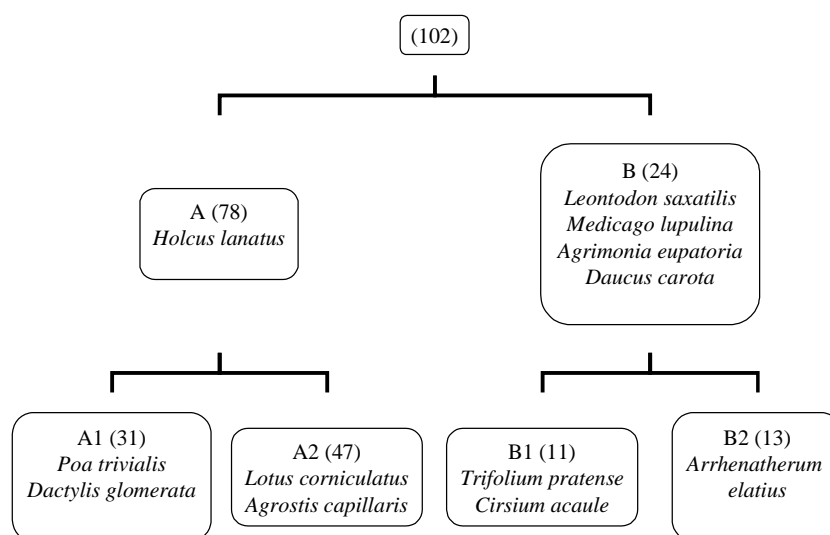 (102)
A (78)
Holcus lanatus
B (24)
Leontodon saxatilis
Medicago lupulina
Agrimonia eupatoria
Daucus carota
A1 (31)
Poa trivialis
Dactylis glomerata
A2 (47)
Lotus corniculatus
Agrostis capillaris
B1 (11)
Trifolium pratense
Cirsium acaule
B2 (13)
Arrhenatherum
elatius